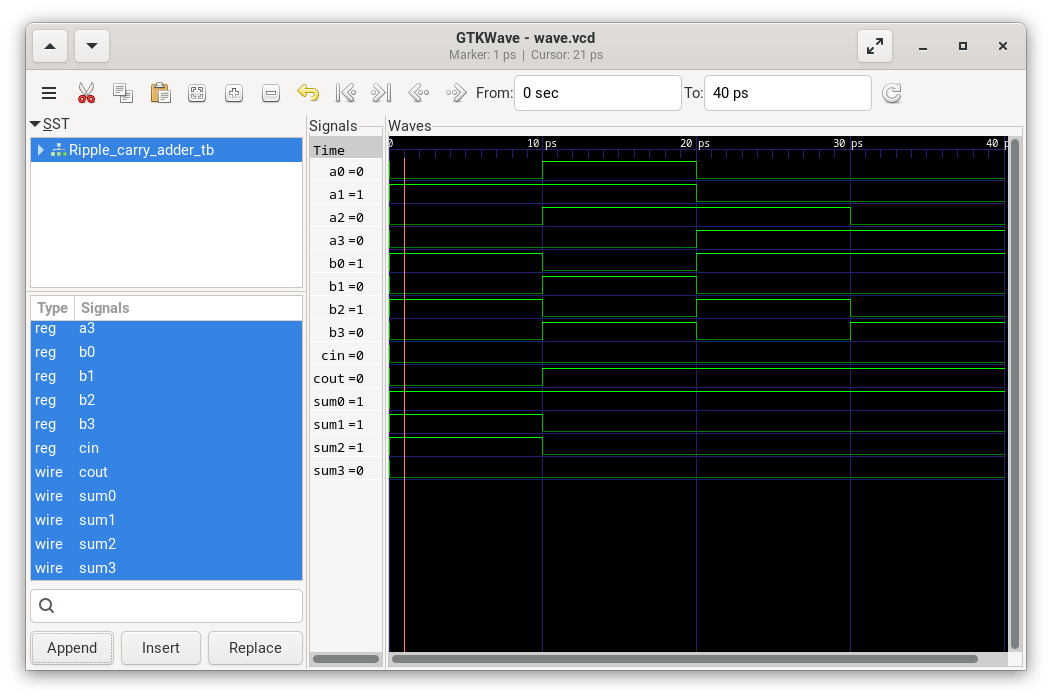 GTKWave - wave.vcd
Marker: 1 ps | Cursor: 21 ps
From: 0 sec To: 40 ps
SST
Ripple_carry_adder_tb
Type Signals
reg a3
reg b0
reg b1
reg b2
reg b3
reg cin
wire cout
wire sum0
wire sum1
wire sum2
wire sum3
Append Insert Replace
Signals
Time
a0=0
a1=1
a2=0
a3=0
b0=1
b1=0
b2=1
b3=0
cin=0
cout=0
sum0=1
sum1=1
sum2=1
sum3=0
Waves
0 10 ps 20 ps 30 ps 40 p